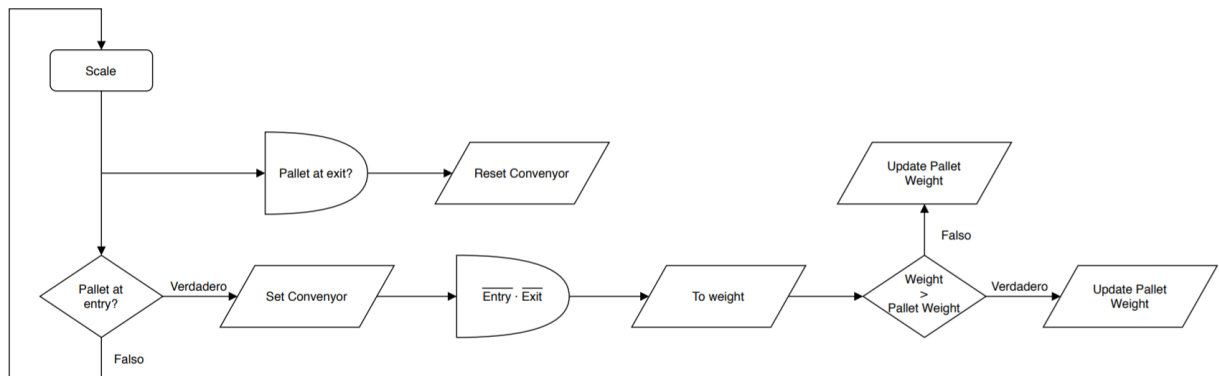 Scale
Pallet at exit?
Reset Convenyor
Update Pallet
Weight
Falso
Pallet at
entry?
Verdadero
Set Convenyor
Entry · Exit
To weight
Weight
>
Pallet Weight
Verdadero
Update Pallet
Weight
Falso